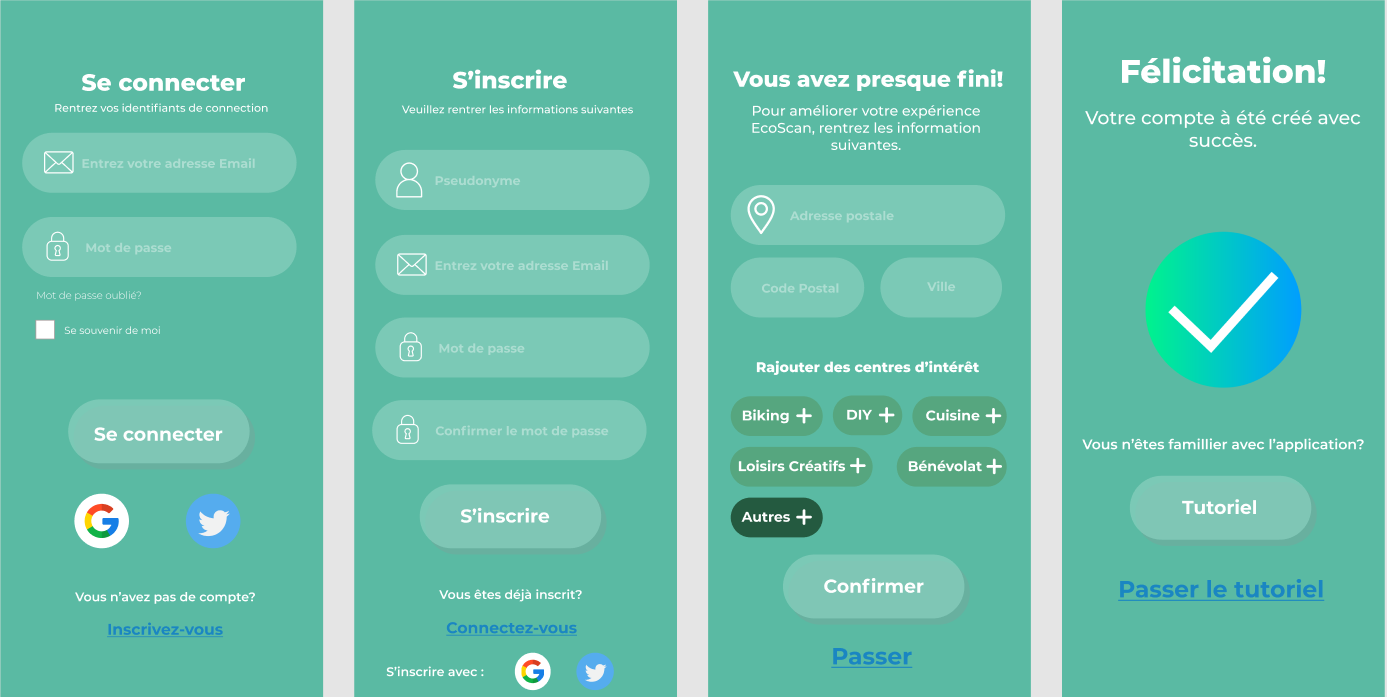 Se connecter
Rentrez vos identifiants de connection
Entrez votre adresse Email
Mot de passe
Mot de passe oublié?
Se souvenir de moi
Se connecter
Vous n’avez pas de compte?
Inscrivez-vous
S’inscrire
Veuillez rentrer les informations suivantes
Pseudonyme
Entrez votre adresse Email
Mot de passe
Confirmer le mot de passe
S’inscrire
Vous êtes déjà inscrit?
Connectez-vous
S’inscrire avec :
Vous avez presque fini!
Pour améliorer votre expérience
EcoScan, rentrez les information
suivantes.
Adresse postale
Code Postal
Ville
Rajouter des centres d’intérêt
Biking
DIY
Cuisine
Loisirs Créatifs
Bénévolat
Autres
Confirmer
Passer
Félicitation!
Votre compte à été créé avec
succès.
Vous n’êtes famillier avec l’application?
Tutoriel
Passer le tutoriel